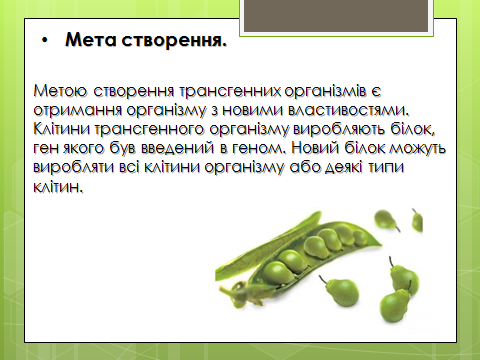 • Мета створення.
Метою створення трансгенних організмів є
отримання організму з новими властивостями.
Клітини трансгенного організму виробляють білок,
ген якого був введений в геном. Новий білок можуть
виробляти всі клітини організму або деякі типи
клітин.